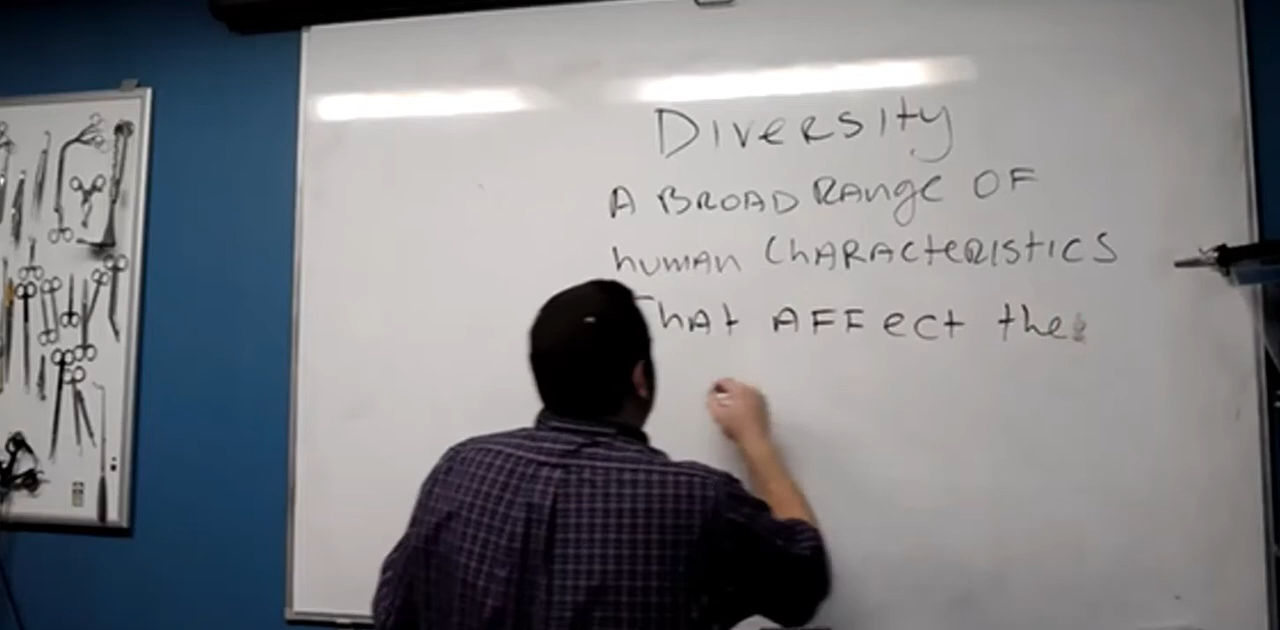 Diversity
A BROAD RANge OF
human ChARActeRIStICS
That AFFect the